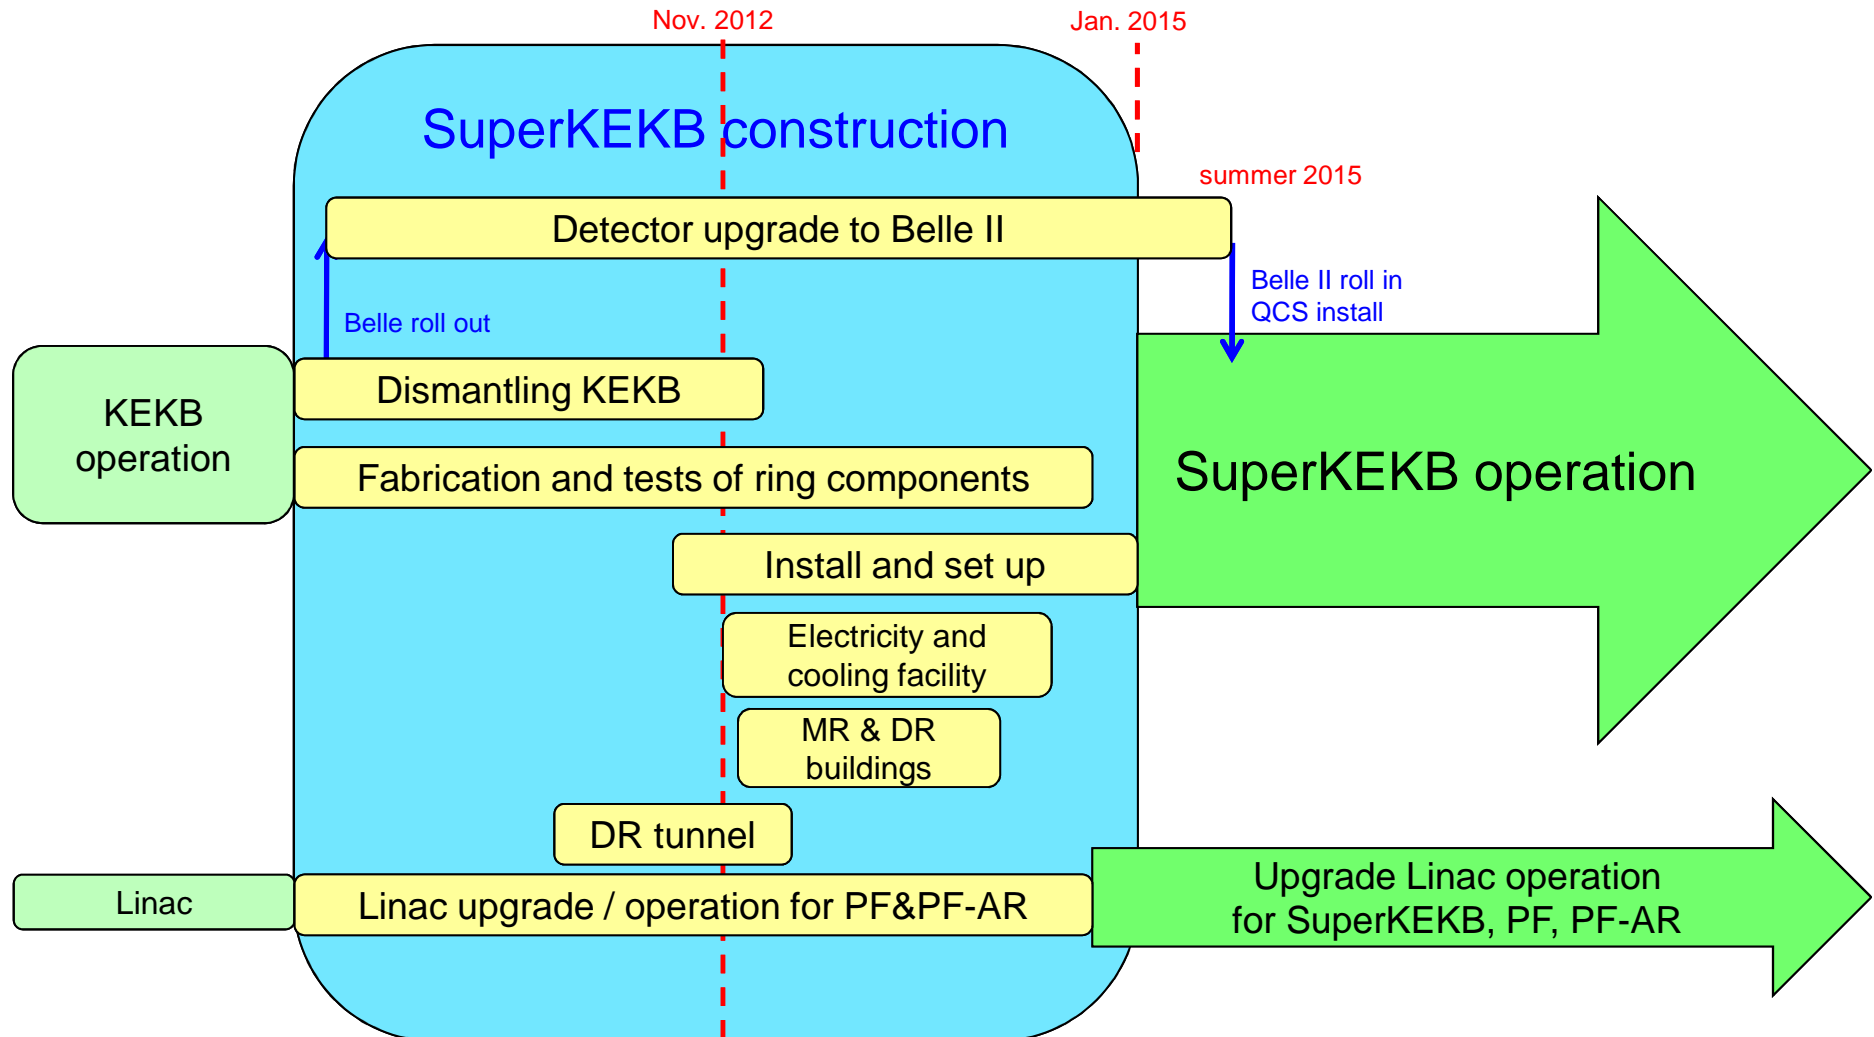 Nov. 2012
Jan. 2015
SuperKEKB construction
summer 2015
Detector upgrade to Belle II
Belle roll out
Belle II roll in
QCS install
KEKB
operation
Dismantling KEKB
Fabrication and tests of ring components
SuperKEKB operation
Install and set up
Electricity and
cooling facility
MR & DR
buildings
DR tunnel
Linac
Linac upgrade / operation for PF&PF-AR
Upgrade Linac operation
for SuperKEKB, PF, PF-AR